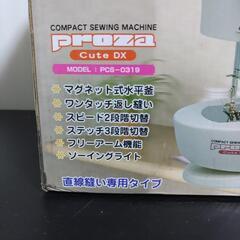 COMPACT SEWING MACHINE
proza
Cute DX
MODEL : PCS-0319
マグネット式水平釜
ワンタッチ返し縫い
スピード2段階切替
ステッチ3段階切替
フリーアーム機能
ソーイングライト
直線縫い専用タイプ